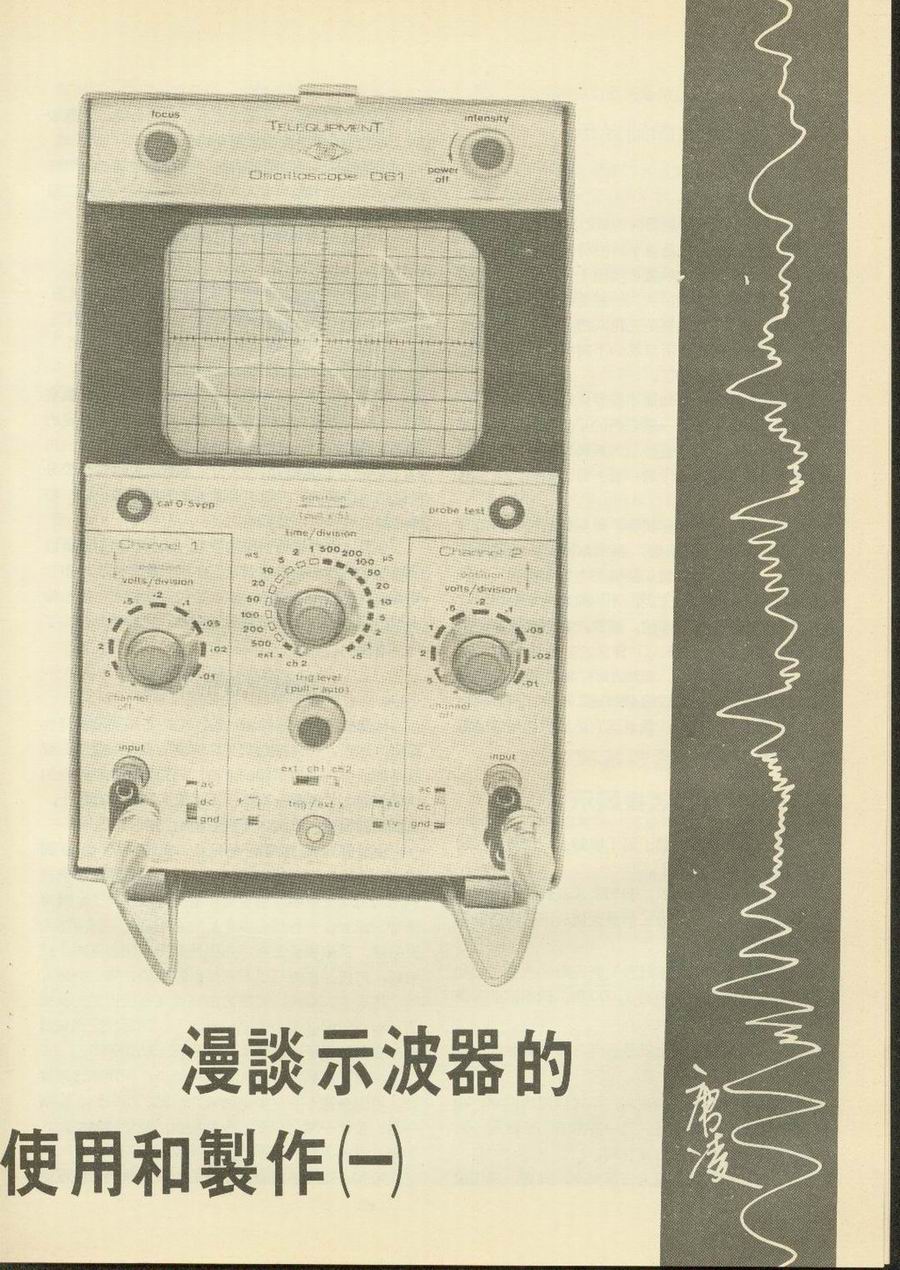 focus
TELEQUIPMENT
intensity
Oscilloscope D61
power
off
cal 0·5vpp
position
probe test
time/division
Channel 1
Channel 2
position
position
volts/division
volts/division
mS
µS
500 200 100 50 20 10 5 2 1 500 200 100 50 20 10 5 2 1 ·5
ext x
ch 2
5 2 1 ·5 ·2 ·1 ·05 ·02 ·01
5 2 1 ·5 ·2 ·1 ·05 ·02 ·01
channel
off
channel
off
trig level
(pull - auto)
input
input
ext ch1 ch2
ac
dc
gnd
+
-
trig/ext x
ac
tv
ac
dc
gnd
漫談示波器的
使用和製作㈠
唐凌